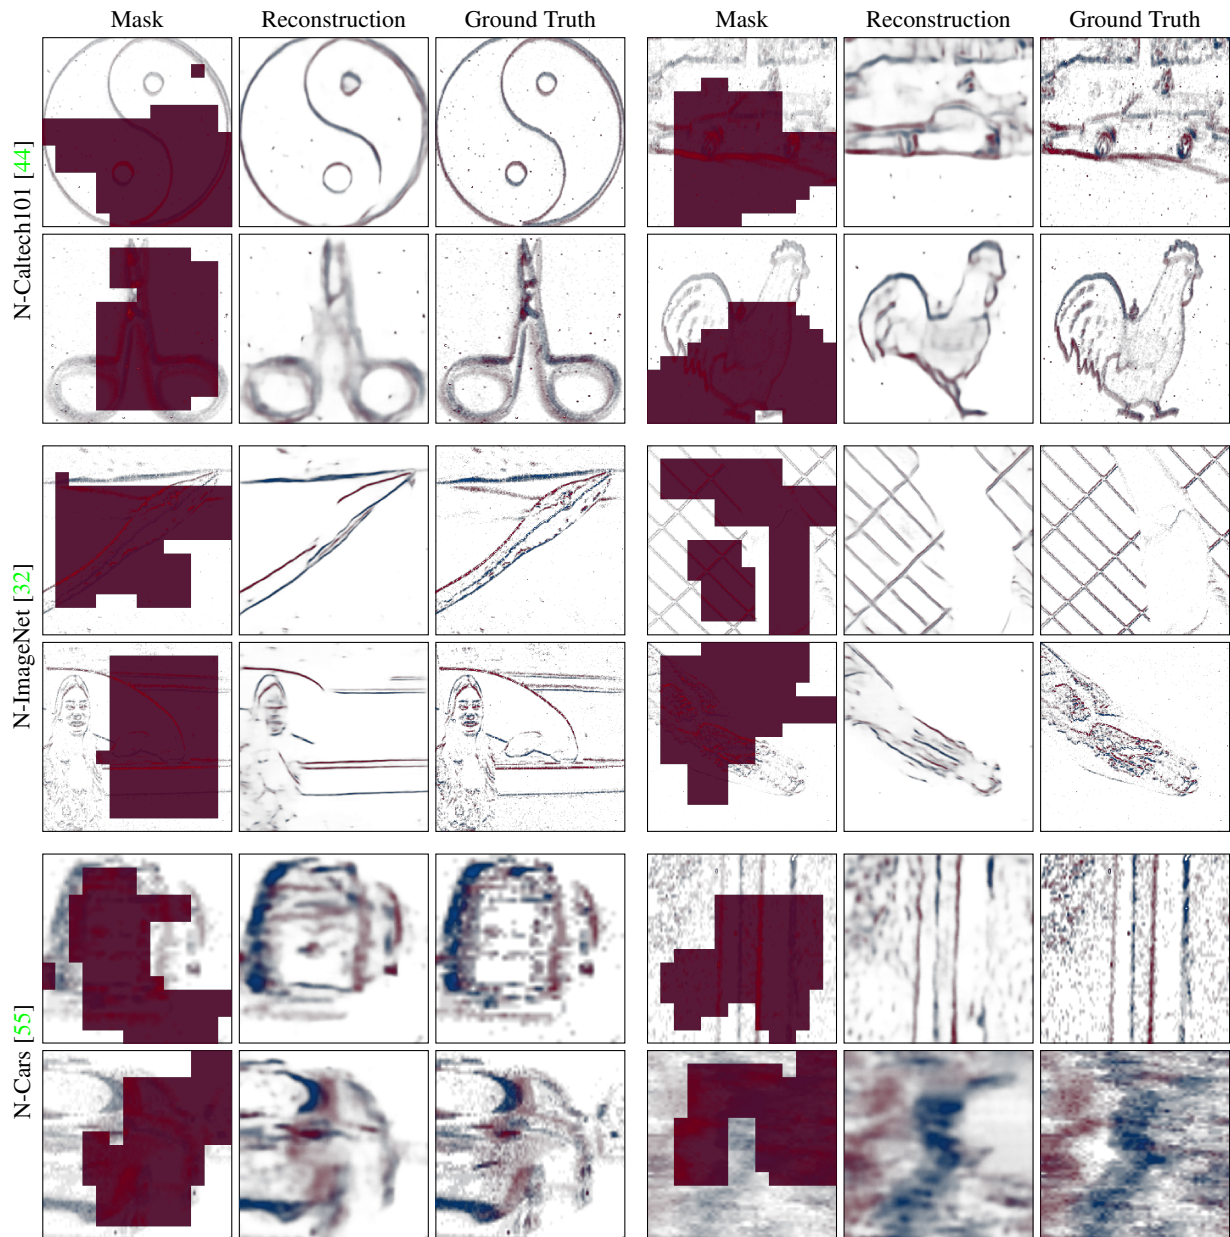 Mask Reconstruction Ground Truth Mask Reconstruction Ground Truth
N-Caltech101 [44]
N-ImageNet [32]
N-Cars [55]